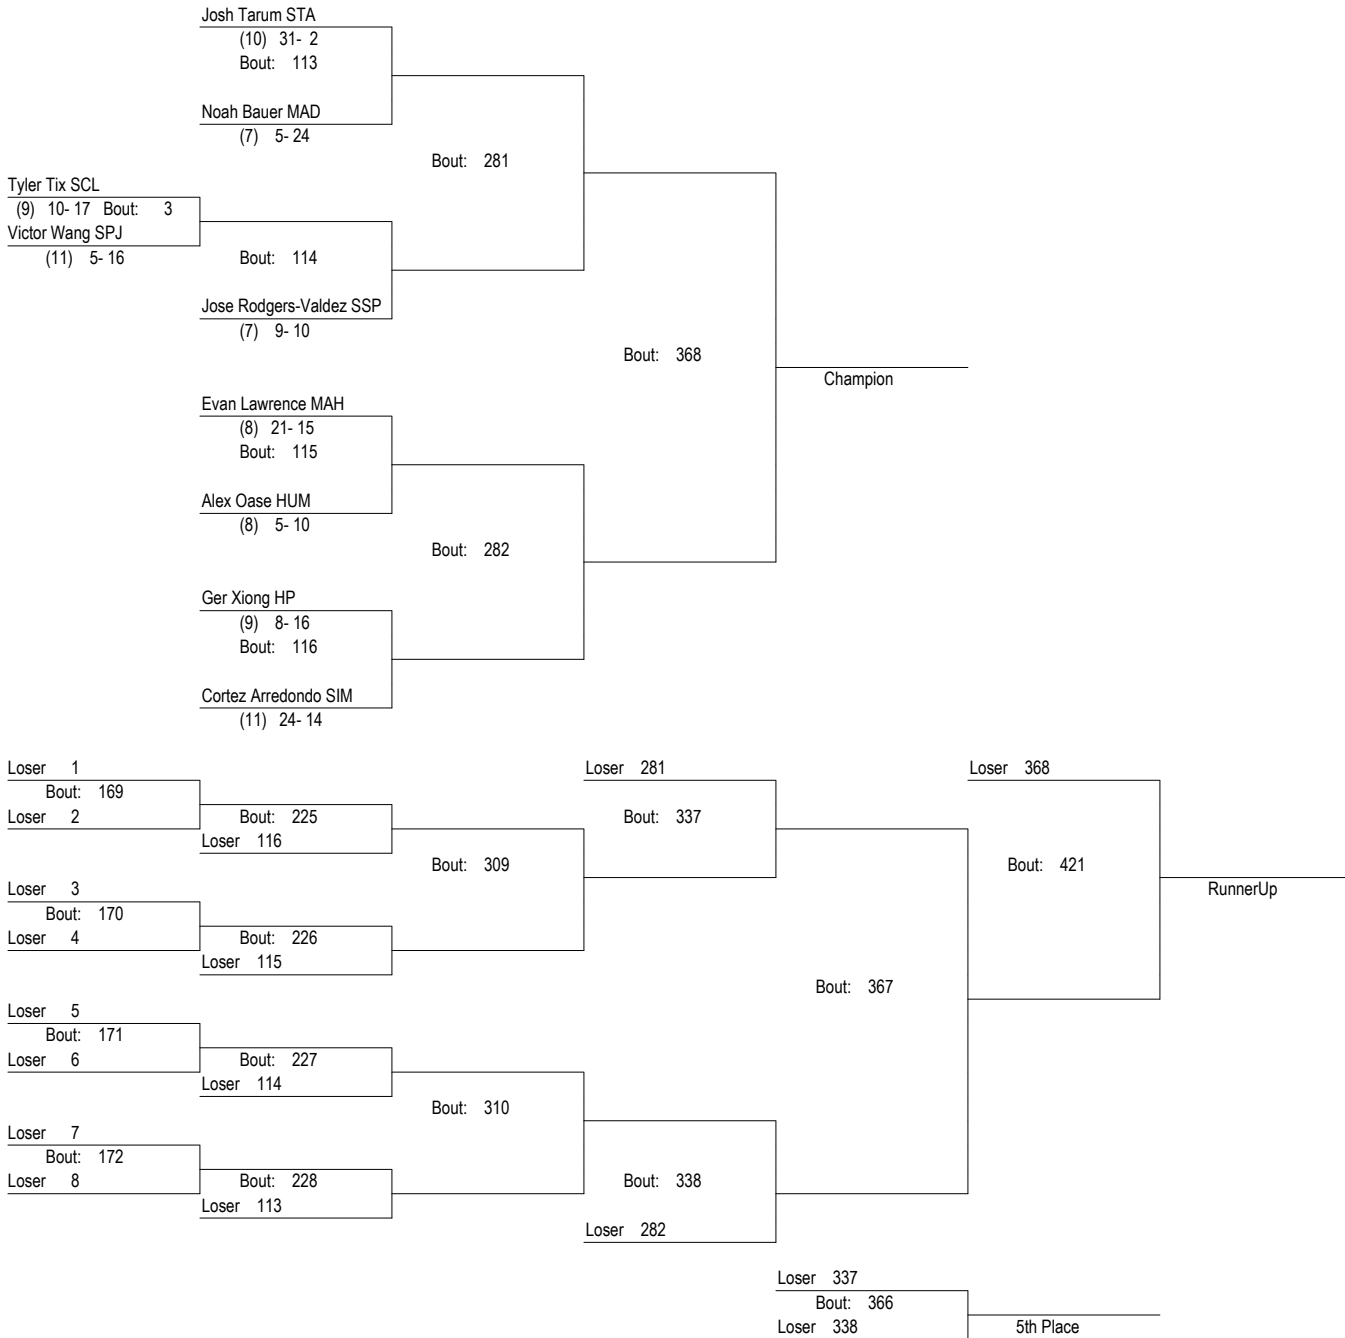 Josh Tarum STA
(10) 31- 2
Bout: 113
Noah Bauer MAD
(7) 5- 24
Bout: 281
Tyler Tix SCL
(9) 10- 17 Bout: 3
Victor Wang SPJ
(11) 5- 16
Bout: 114
Jose Rodgers-Valdez SSP
(7) 9- 10
Bout: 368
Champion
Evan Lawrence MAH
(8) 21- 15
Bout: 115
Alex Oase HUM
(8) 5- 10
Bout: 282
Ger Xiong HP
(9) 8- 16
Bout: 116
Cortez Arredondo SIM
(11) 24- 14
Loser 1
Bout: 169
Loser 2
Bout: 225
Loser 116
Bout: 309
Loser 3
Bout: 170
Loser 4
Bout: 226
Loser 115
Loser 281
Bout: 337
Loser 368
Bout: 421
RunnerUp
Bout: 367
Loser 5
Bout: 171
Loser 6
Bout: 227
Loser 114
Bout: 310
Loser 7
Bout: 172
Loser 8
Bout: 228
Loser 113
Bout: 338
Loser 282
Loser 337
Bout: 366
Loser 338
5th Place